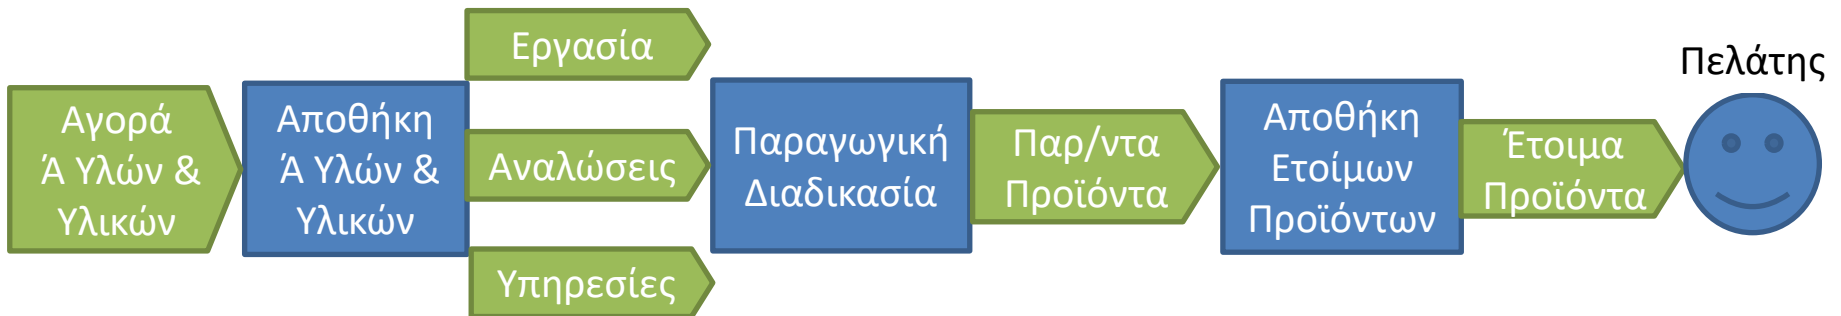 Αγορά
Ά Υλών &
Υλικών
Αποθήκη
Ά Υλών &
Υλικών
Εργασία
Αναλώσεις
Υπηρεσίες
Παραγωγική
Διαδικασία
Παρ/ντα
Προϊόντα
Αποθήκη
Ετοίμων
Προϊόντων
Έτοιμα
Προϊόντα
Πελάτης